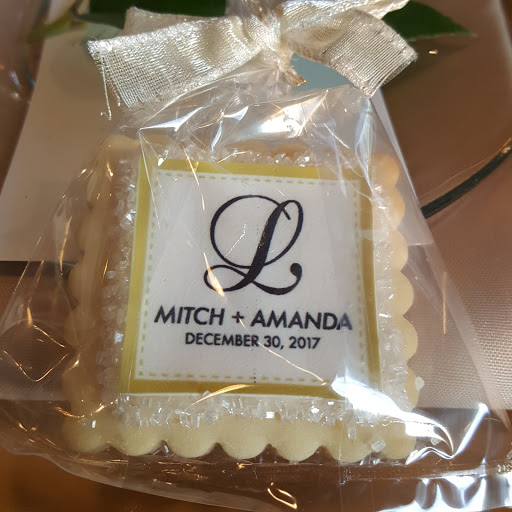 L
MITCH + AMANDA
DECEMBER 30, 2017